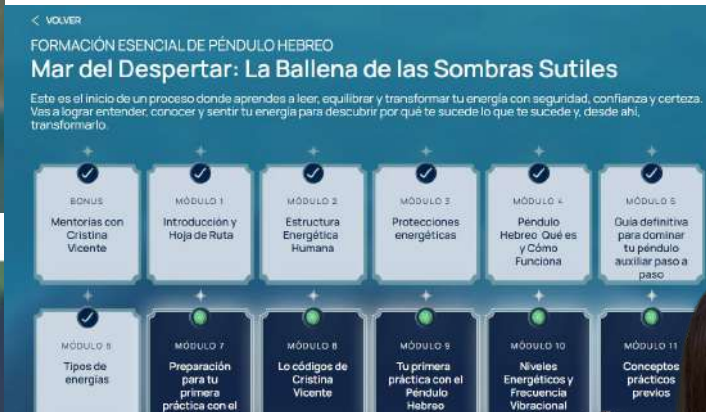 < VOLVER
FORMACIÓN ESENCIAL DE PÉNDULO HEBREO
Mar del Despertar: La Ballena de las Sombras Sutiles
Este es el inicio de un proceso donde aprendes a leer, equilibrar y transformar tu energía con seguridad, confianza y certeza.
Vas a lograr entender, conocer y sentir tu energía para descubrir por qué te sucede lo que te sucede y, desde ahí,
transformarlo.
BONUS
Mentorías con
Cristina
Vicente
MÓDULO 1
Introducción y
Hoja de Ruta
MÓDULO 2
Estructura
Energética
Humana
MÓDULO 3
Protecciones
energéticas
MÓDULO 4
Péndulo
Hebreo Qué es
y Cómo
Funciona
MÓDULO 5
Guía definitiva
para dominar
tu péndulo
auxiliar paso a
paso
MÓDULO 6
Tipos de
energías
MÓDULO 7
Preparación
para tu
primera
práctica con el
MÓDULO 8
Lo códigos de
Cristina
Vicente
MÓDULO 9
Tu primera
práctica con el
Péndulo
Hebreo
MÓDULO 10
Niveles
Energéticos y
Frecuencia
Vibracional
MÓDULO 11
Conceptos
prácticos
previos